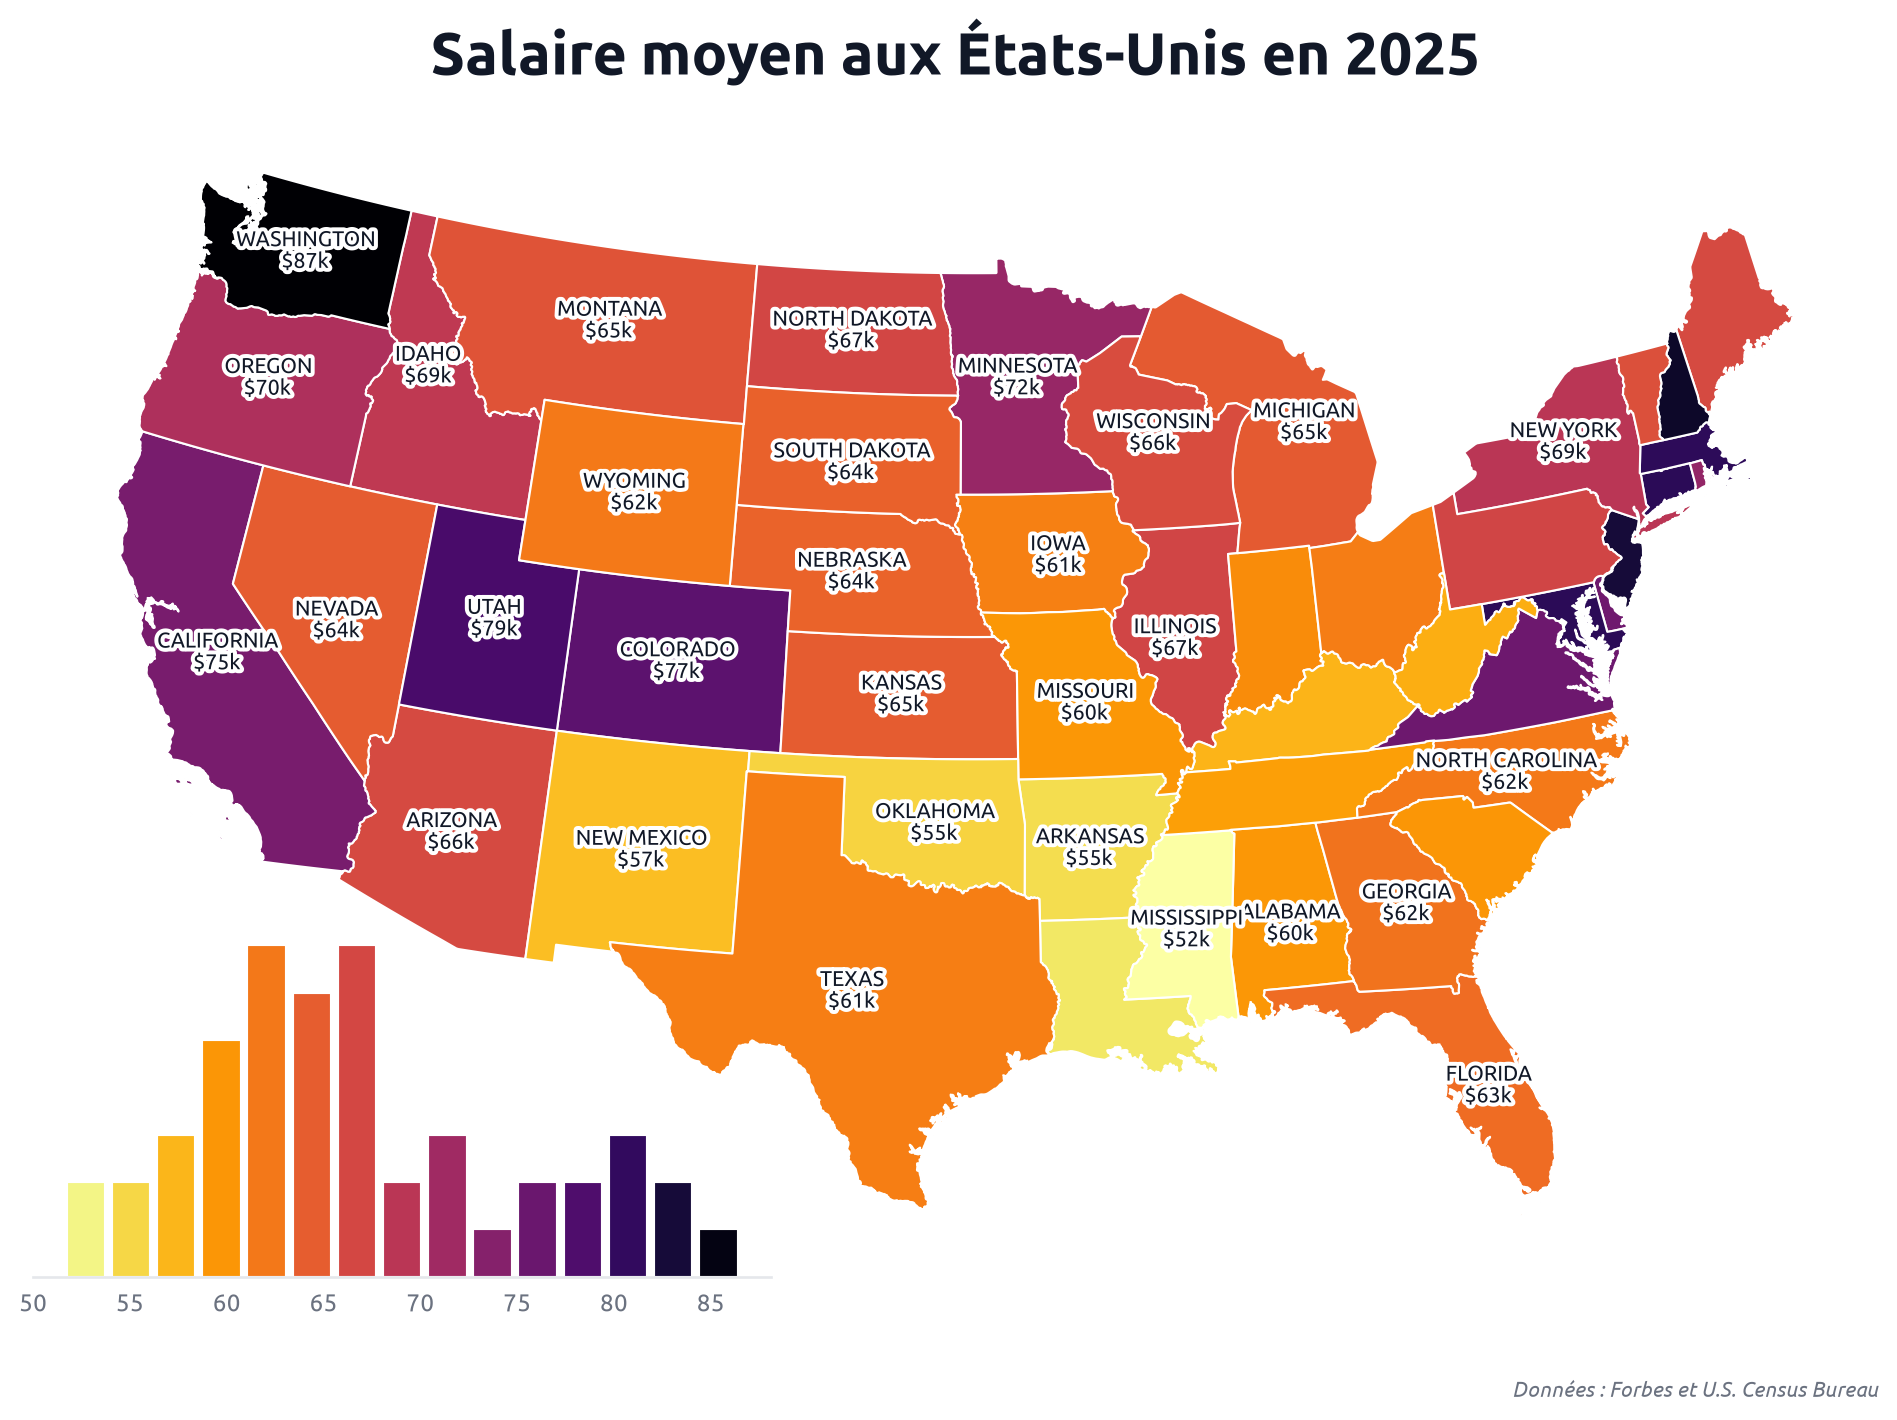 Salaire moyen aux États-Unis en 2025
WASHINGTON
$87k
MONTANA
$65k
NORTH DAKOTA
$67k
IDAHO
$69k
OREGON
$70k
MINNESOTA
$72k
MICHIGAN
$65k
WISCONSIN
$66k
NEW YORK
$69k
SOUTH DAKOTA
$64k
WYOMING
$62k
IOWA
$61k
NEBRASKA
$64k
NEVADA
$64k
UTAH
$79k
ILLINOIS
$67k
CALIFORNIA
$75k
COLORADO
$77k
KANSAS
$65k
MISSOURI
$60k
NORTH CAROLINA
$62k
OKLAHOMA
$55k
ARIZONA
$66k
NEW MEXICO
$57k
ARKANSAS
$55k
GEORGIA
$62k
MISSISSIPPI
$52k
ALABAMA
$60k
TEXAS
$61k
FLORIDA
$63k
50 55 60 65 70 75 80 85
Données : Forbes et U.S. Census Bureau